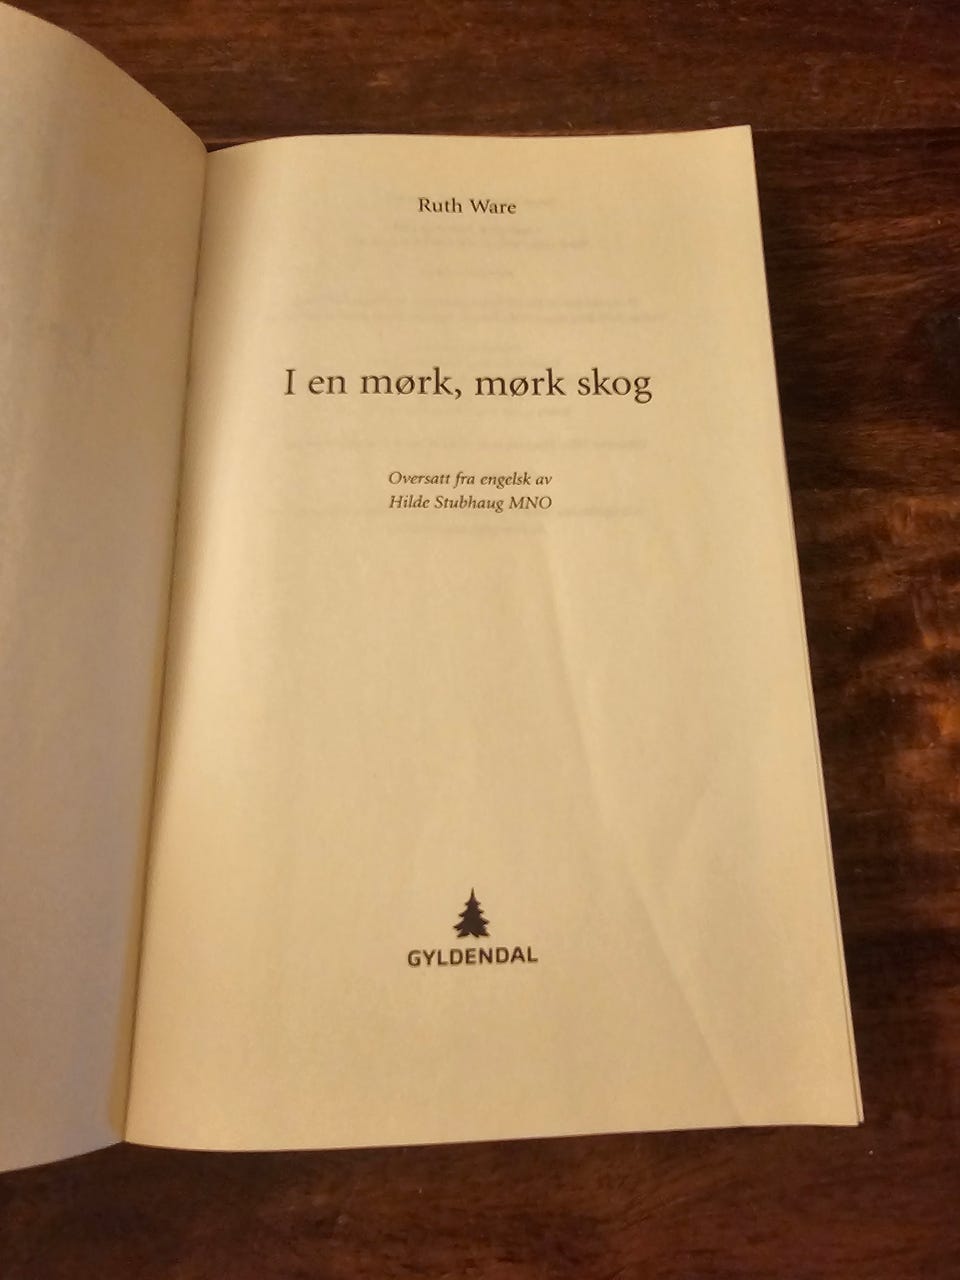 Ruth Ware
I en mørk, mørk skog
Oversatt fra engelsk av
Hilde Stubhaug MNO
GYLDENDAL